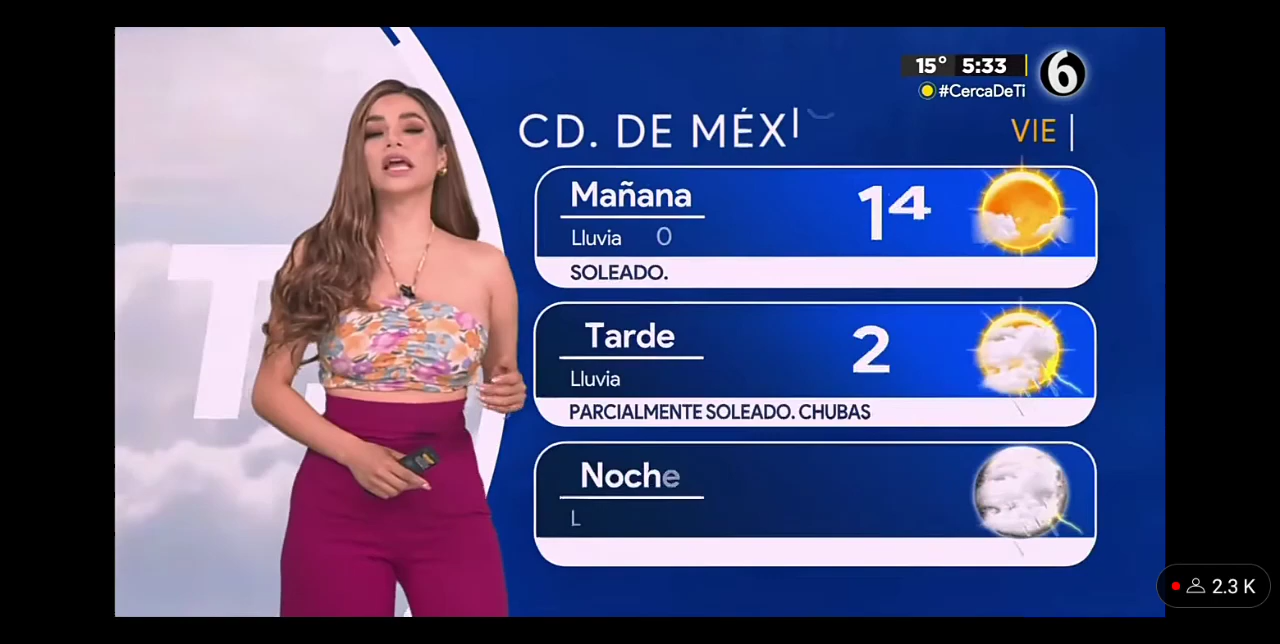 15° 5:33
6
#CercaDeTi
CD. DE MÉXI
VIE
Mañana
14
Lluvia 0
SOLEADO.
Tarde
2
Lluvia
PARCIALMENTE SOLEADO. CHUBAS
Noche
L
2.3 K